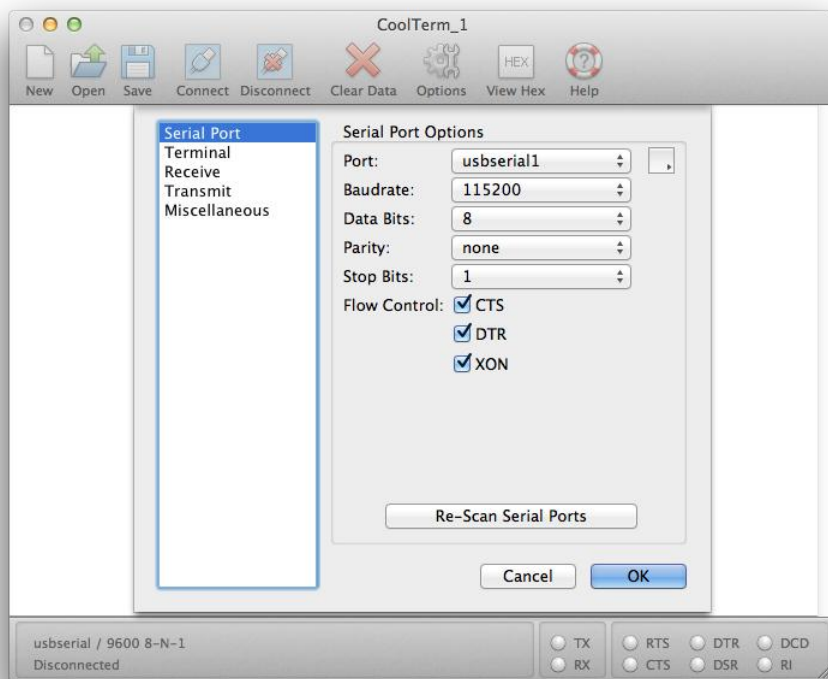 CoolTerm_1
New Open Save Connect Disconnect Clear Data Options HEX View Hex Help
Serial Port
Terminal
Receive
Transmit
Miscellaneous
Serial Port Options
Port: usbserial1
Baudrate: 115200
Data Bits: 8
Parity: none
Stop Bits: 1
Flow Control: CTS
DTR
XON
Re-Scan Serial Ports
Cancel OK
usbserial / 9600 8-N-1
Disconnected
TX RTS DTR DCD
RX CTS DSR RI